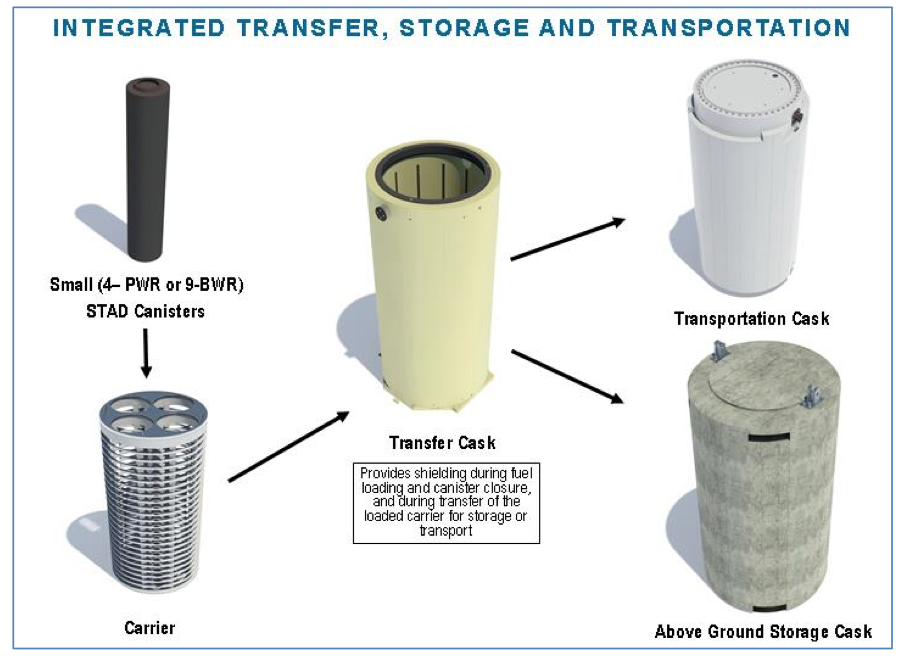 INTEGRATED TRANSFER, STORAGE AND TRANSPORTATION
Small (4– PWR or 9-BWR)
STAD Canisters
Carrier
Transfer Cask
Provides shielding during fuel
loading and canister closure,
and during transfer of the
loaded carrier for storage or
transport
Transportation Cask
Above Ground Storage Cask